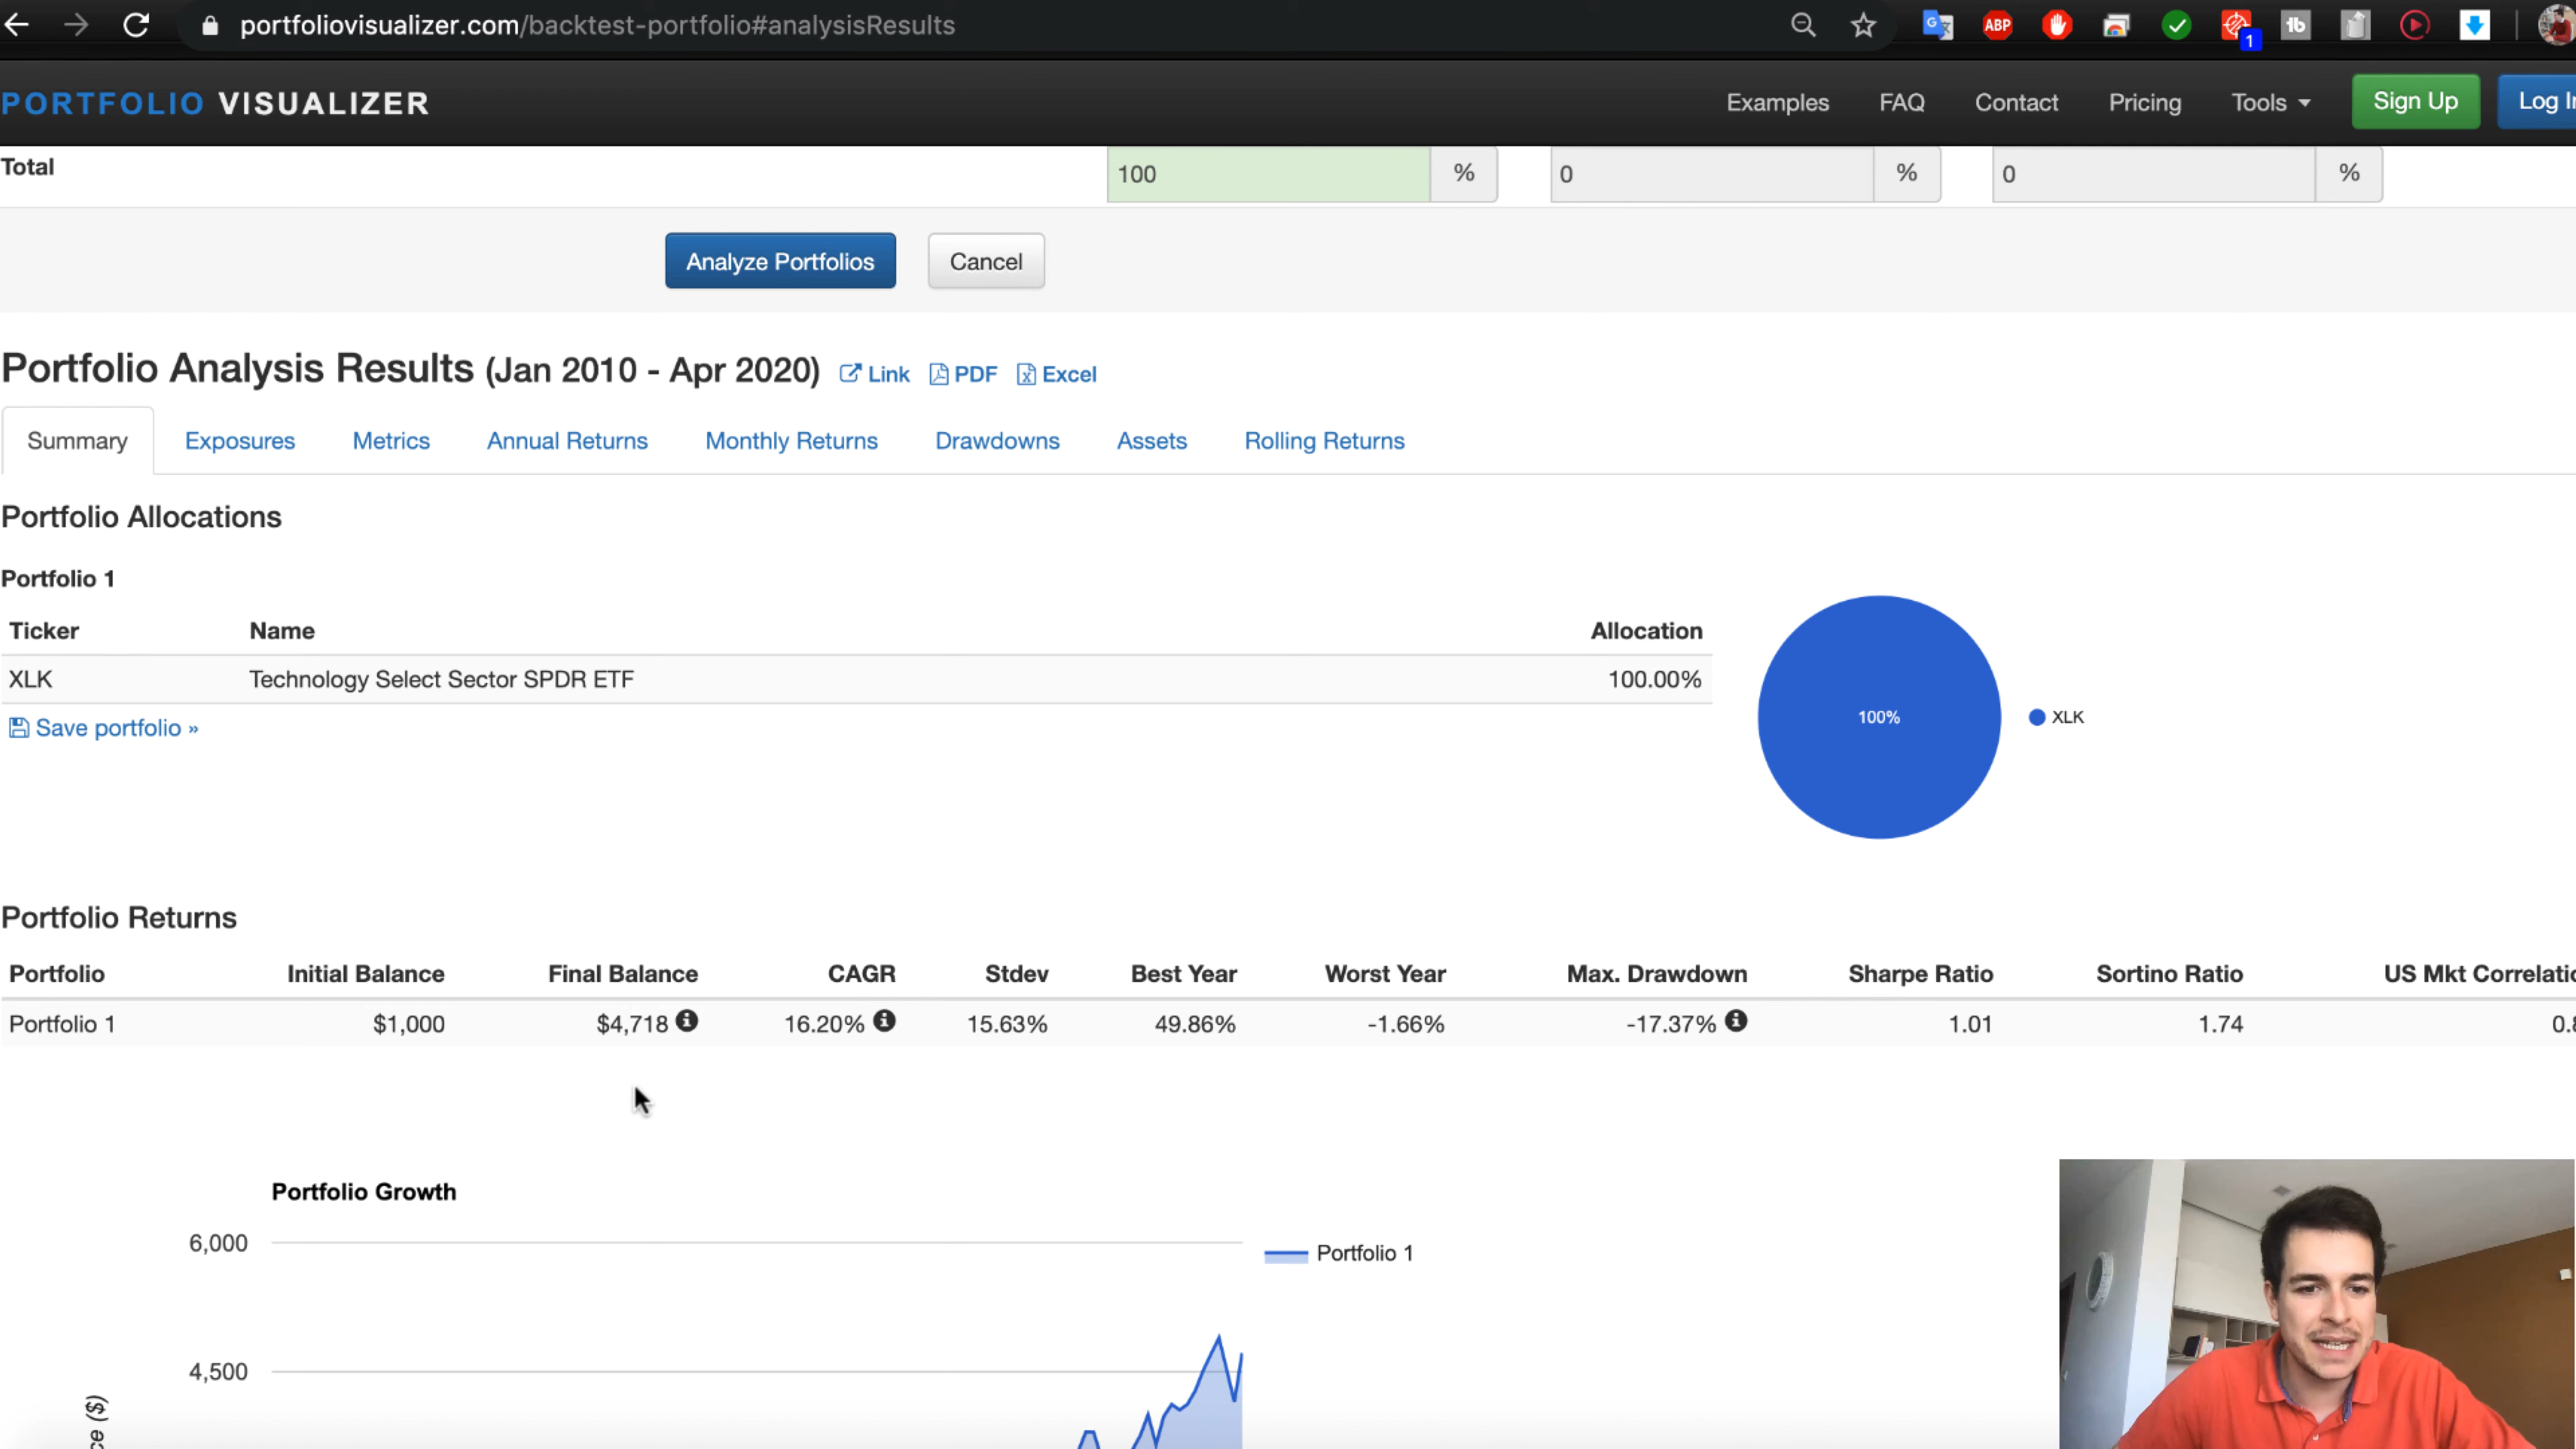 portfoliovisualizer.com/backtest-portfolio#analysisResults
ABP
1
PORTFOLIO VISUALIZER
Examples FAQ Contact Pricing Tools Sign Up Log
Total 100 % 0 % 0 %
Analyze Portfolios Cancel
Portfolio Analysis Results (Jan 2010 - Apr 2020) Link PDF Excel
Summary Exposures Metrics Annual Returns Monthly Returns Drawdowns Assets Rolling Returns
Portfolio Allocations
Portfolio 1
Ticker Name Allocation
XLK Technology Select Sector SPDR ETF 100.00%
Save portfolio »
100%
XLK
Portfolio Returns
Portfolio Initial Balance Final Balance CAGR Stdev Best Year Worst Year Max. Drawdown Sharpe Ratio Sortino Ratio US Mkt
Portfolio 1 $1,000 $4,718 16.20% 15.63% 49.86% -1.66% -17.37% 1.01 1.74
Portfolio Growth
6,000
Portfolio 1
4,500
($)